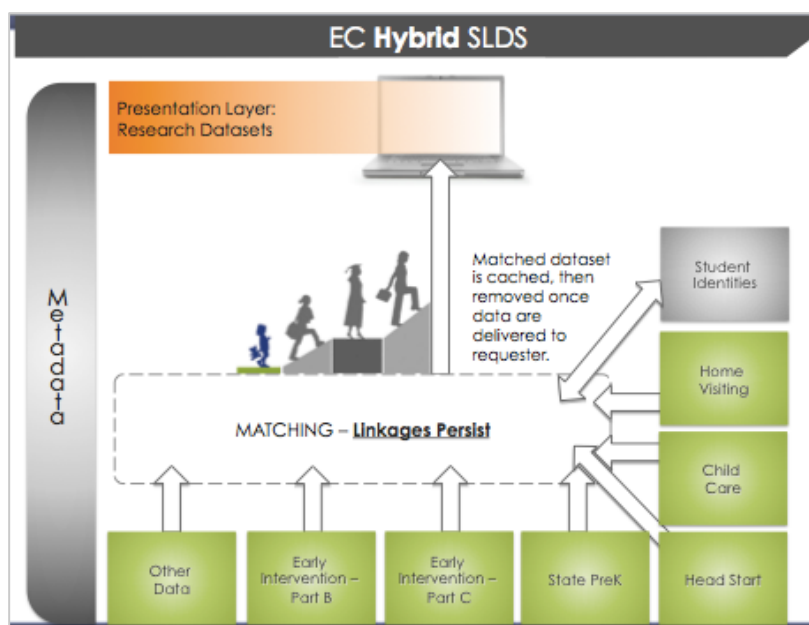 EC Hybrid SLDS
Presentation Layer:
Research Datasets
Metadata
Matched dataset
is cached, then
removed once
data are
delivered to
requester.
Student
Identities
Home
Visiting
MATCHING – Linkages Persist
Child
Care
Other
Data
Early
Intervention –
Part B
Early
Intervention –
Part C
State PreK
Head Start